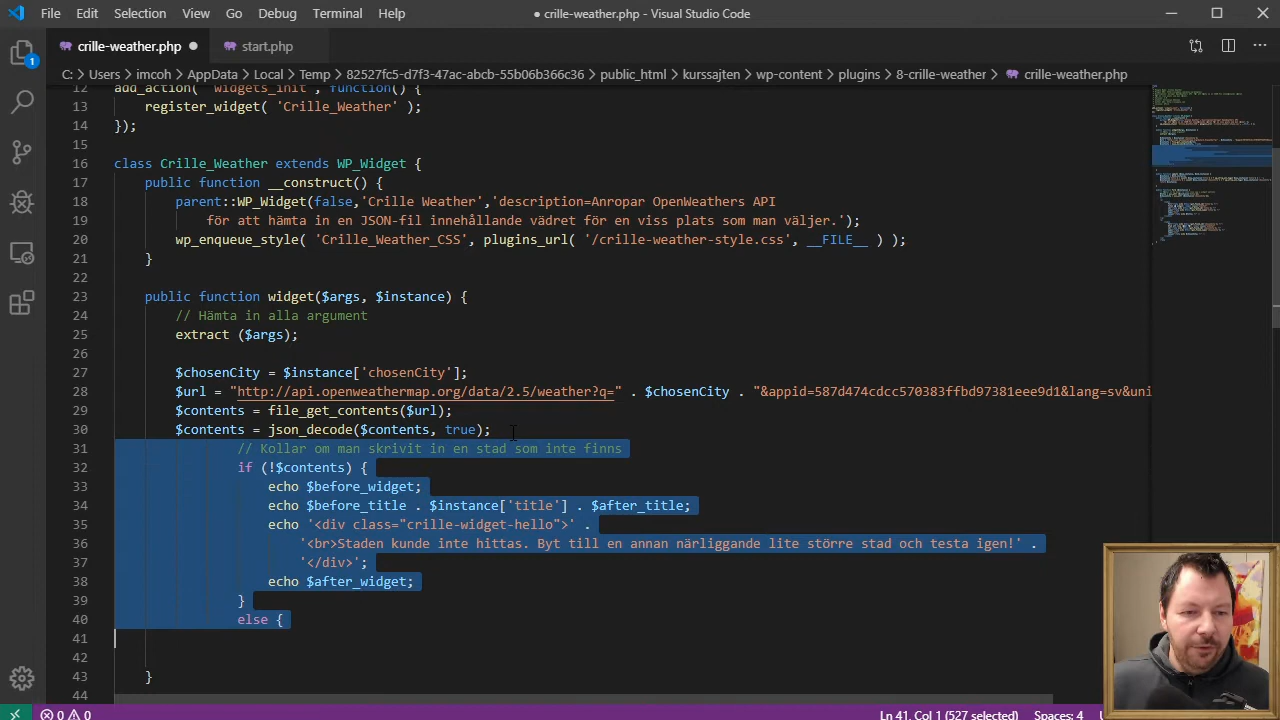 File Edit Selection View Go Debug Terminal Help ● crille-weather.php - Visual Studio Code
crille-weather.php ● start.php
C: > Users > imcoh > AppData > Local > Temp > 82527fc5-d7f3-47ac-abcb-55b06b366c36 > public_html > kurssajten > wp-content > plugins > 8-crille-weather > crille-weather.php
12 add_action( 'widgets_init', function() {
13 register_widget( 'Crille_Weather' );
14 });
15
16 class Crille_Weather extends WP_Widget {
17 public function __construct() {
18 parent::WP_Widget(false,'Crille Weather','description=Anropar OpenWeathers API
19 för att hämta in en JSON-fil innehållande vädret för en viss plats som man väljer.');
20 wp_enqueue_style( 'Crille_Weather_CSS', plugins_url( '/crille-weather-style.css', __FILE__ ) );
21 }
22
23 public function widget($args, $instance) {
24 // Hämta in alla argument
25 extract ($args);
26
27 $chosenCity = $instance['chosenCity'];
28 $url = "http://api.openweathermap.org/data/2.5/weather?q=" . $chosenCity . "&appid=587d474cdcc570383ffbd97381eee9d1&lang=sv&uni
29 $contents = file_get_contents($url);
30 $contents = json_decode($contents, true);
31 // Kollar om man skrivit in en stad som inte finns
32 if (!$contents) {
33 echo $before_widget;
34 echo $before_title . $instance['title'] . $after_title;
35 echo '<div class="crille-widget-hello">' .
36 '<br>Staden kunde inte hittas. Byt till en annan närliggande lite större stad och testa igen!' .
37 '</div>';
38 echo $after_widget;
39 }
40 else {
41
42
43 }
44
1
0 0 Ln 41, Col 1 (527 selected) Spaces: 4